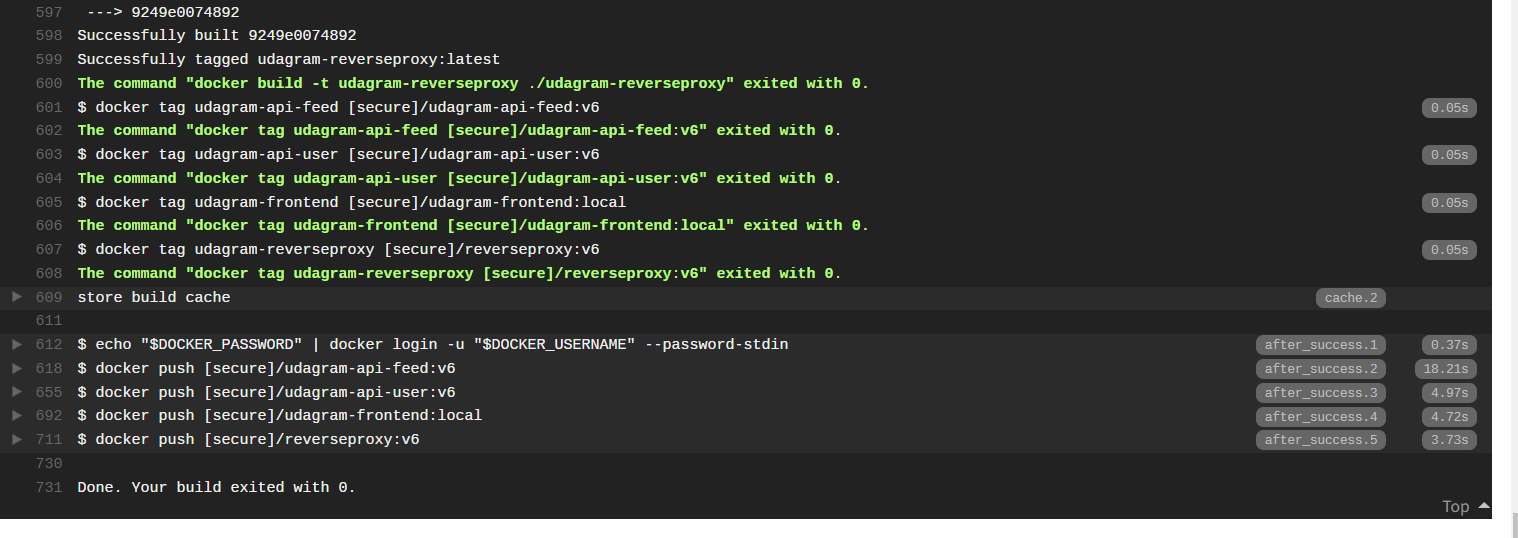 597 ---> 9249e0074892
598 Successfully built 9249e0074892
599 Successfully tagged udagram-reverseproxy:latest
600 The command "docker build -t udagram-reverseproxy ./udagram-reverseproxy" exited with 0.
601 $ docker tag udagram-api-feed [secure]/udagram-api-feed:v6 0.05s
602 The command "docker tag udagram-api-feed [secure]/udagram-api-feed:v6" exited with 0.
603 $ docker tag udagram-api-user [secure]/udagram-api-user:v6 0.05s
604 The command "docker tag udagram-api-user [secure]/udagram-api-user:v6" exited with 0.
605 $ docker tag udagram-frontend [secure]/udagram-frontend:local 0.05s
606 The command "docker tag udagram-frontend [secure]/udagram-frontend:local" exited with 0.
607 $ docker tag udagram-reverseproxy [secure]/reverseproxy:v6 0.05s
608 The command "docker tag udagram-reverseproxy [secure]/reverseproxy:v6" exited with 0.
609 store build cache cache.2
611
612 $ echo "$DOCKER_PASSWORD" | docker login -u "$DOCKER_USERNAME" --password-stdin after_success.1 0.37s
618 $ docker push [secure]/udagram-api-feed:v6 after_success.2 18.21s
655 $ docker push [secure]/udagram-api-user:v6 after_success.3 4.97s
692 $ docker push [secure]/udagram-frontend:local after_success.4 4.72s
711 $ docker push [secure]/reverseproxy:v6 after_success.5 3.73s
730
731 Done. Your build exited with 0.
Top